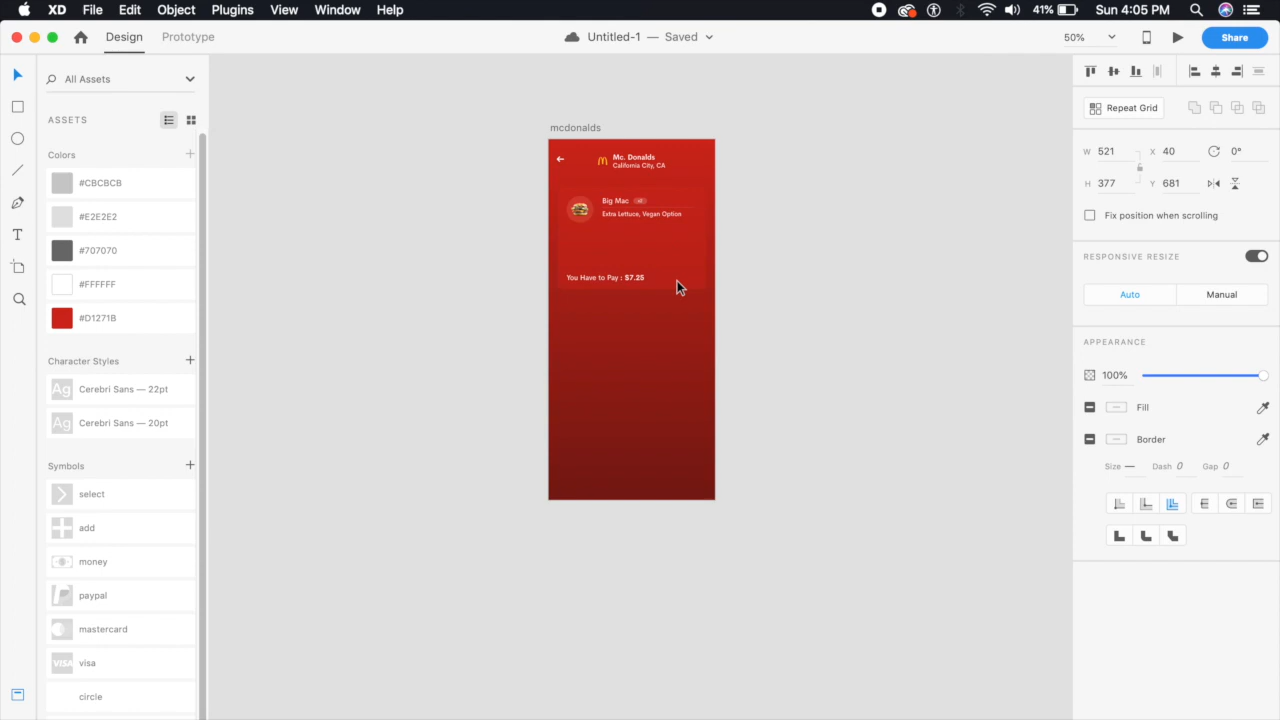 XD File Edit Object Plugins View Window Help 41% Sun 4:05 PM
Design Prototype Untitled-1 — Saved 50% Share
All Assets
ASSETS
Colors
#CBCBCB
#E2E2E2
#707070
#FFFFFF
#D1271B
Character Styles
Ag Cerebri Sans — 22pt
Ag Cerebri Sans — 20pt
Symbols
select
add
money
paypal
mastercard
VISA visa
circle
mcdonalds
Mc. Donalds
California City, CA
Big Mac
Extra Lettuce, Vegan Option
You Have to Pay : $7.25
Repeat Grid
W 521 X 40 0°
H 377 Y 681
Fix position when scrolling
RESPONSIVE RESIZE
Auto Manual
APPEARANCE
100%
Fill
Border
Size — Dash 0 Gap 0